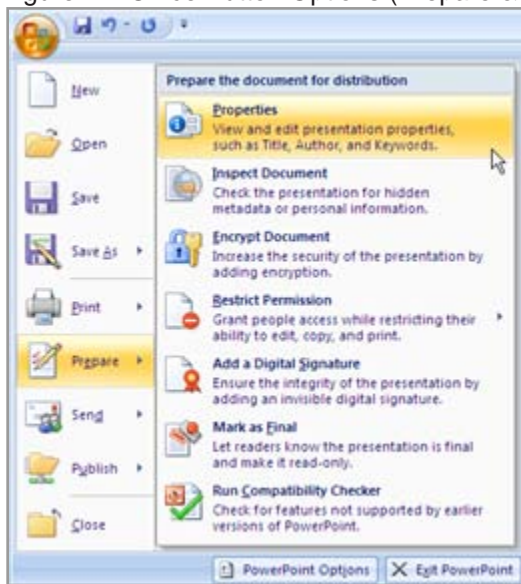 New
Open
Save
Save As
Print
Prepare
Send
Publish
Close
Prepare the document for distribution
Properties
View and edit presentation properties,
such as Title, Author, and Keywords.
Inspect Document
Check the presentation for hidden
metadata or personal information.
Encrypt Document
Increase the security of the presentation by
adding encryption.
Restrict Permission
Grant people access while restricting their
ability to edit, copy, and print.
Add a Digital Signature
Ensure the integrity of the presentation by
adding an invisible digital signature.
Mark as Final
Let readers know the presentation is final
and make it read-only.
Run Compatibility Checker
Check for features not supported by earlier
versions of PowerPoint.
PowerPoint Options
Exit PowerPoint